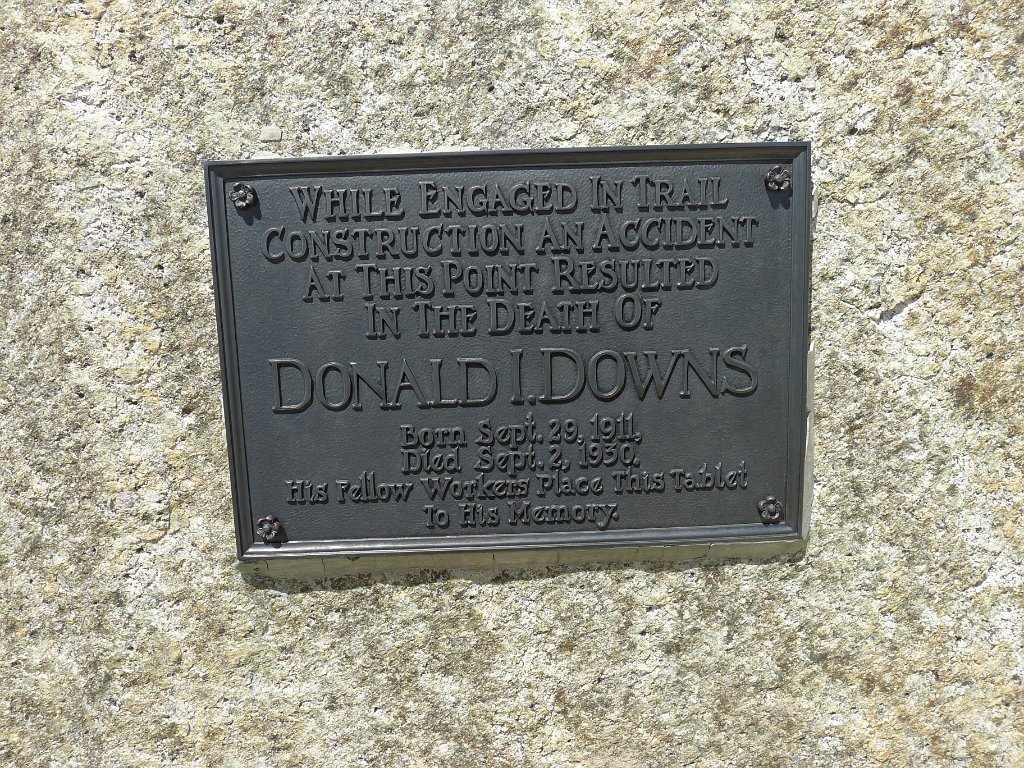 While Engaged In Trail
Construction An Accident
At This Point Resulted
In The Death Of
Donald I. Downs
Born Sept. 29, 1911,
Died Sept. 2, 1930.
His Fellow Workers Place This Tablet
To His Memory.